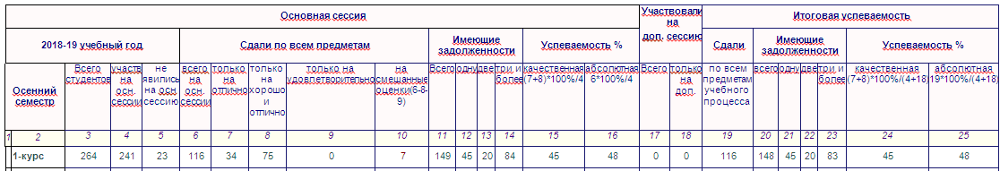 Основная сессия
Участвовали на доп. сессию
Итоговая успеваемость
2018-19 учебный год
Сдали по всем предметам
Имеющие задолженности
Успеваемость %
Сдали
Имеющие задолженности
Успеваемость %
Осенний семестр
Всего студентов
участв на осн. сессии
не явились на осн сессию
всего на осн. сессии
только на отлично
только на хорошо и отлично
только на удовлетворительно
на смешанные оценки(6-8-9)
Всего
одну
две
три и более
качественная (7+8)*100%/4
абсолютная 6*100%/4
Всего
только на доп.
по всем предметам учебного процесса
всего
одну
две
три и более
качественная (7+8)*100%/(4+18)
абсолютная 19*100%/(4+18)
1 2 3 4 5 6 7 8 9 10 11 12 13 14 15 16 17 18 19 20 21 22 23 24 25
1-курс 264 241 23 116 34 75 0 7 149 45 20 84 45 48 0 0 116 148 45 20 83 45 48